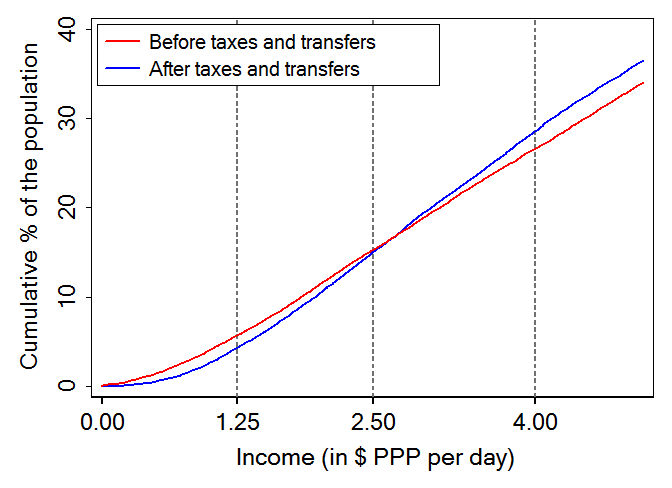 Before taxes and transfers
After taxes and transfers
Cumulative % of the population
40
30
20
10
0
0.00 1.25 2.50 4.00
Income (in $ PPP per day)